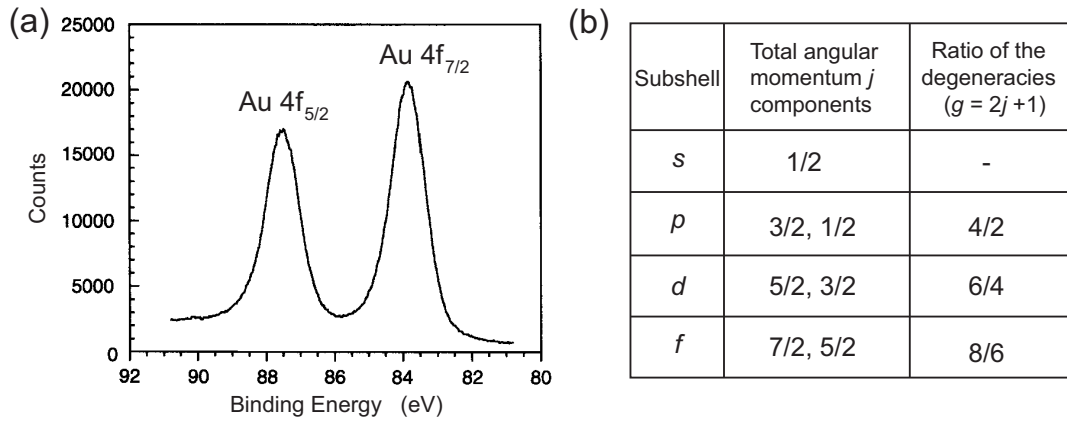 (a)
25000
20000
15000
10000
5000
0
Counts
Au 4f5/2
Au 4f7/2
92 90 88 86 84 82 80
Binding Energy (eV)
(b)
Subshell
Total angular
momentum j
components
Ratio of the
degeneracies
(g = 2j +1)
s 1/2 -
p 3/2, 1/2 4/2
d 5/2, 3/2 6/4
f 7/2, 5/2 8/6